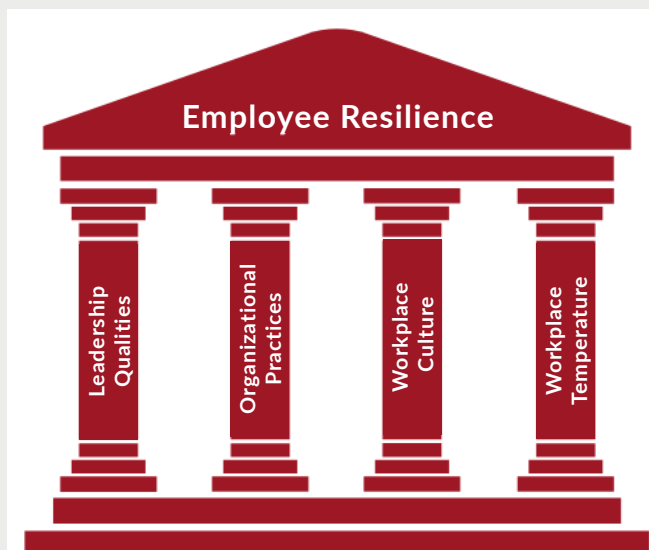 Employee Resilience
Leadership
Qualities
Organizational
Practices
Workplace
Culture
Workplace
Temperature